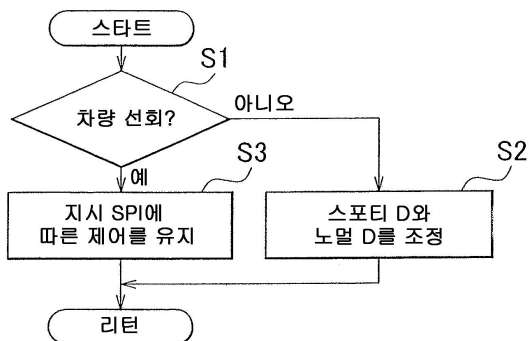 스타트
S1
차량 선회?
아니오
예
S3
지시 SPI에
따른 제어를 유지
S2
스포티 D와
노멀 D를 조정
리턴